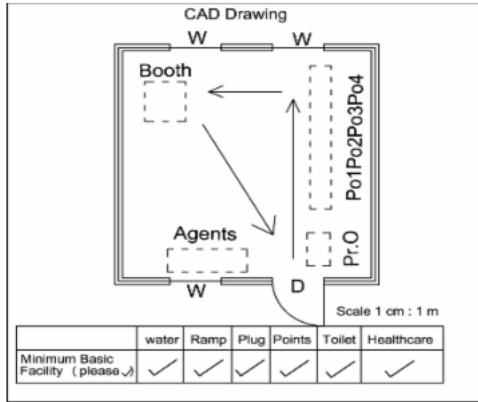 CAD Drawing
W W
Booth
Po1Po2Po3Po4
Agents
Pr.O
W
D
Scale 1 cm : 1 m
water Ramp Plug Points Toilet Healthcare
Minimum Basic
Facility ( please ✓) ✓ ✓ ✓ ✓ ✓ ✓